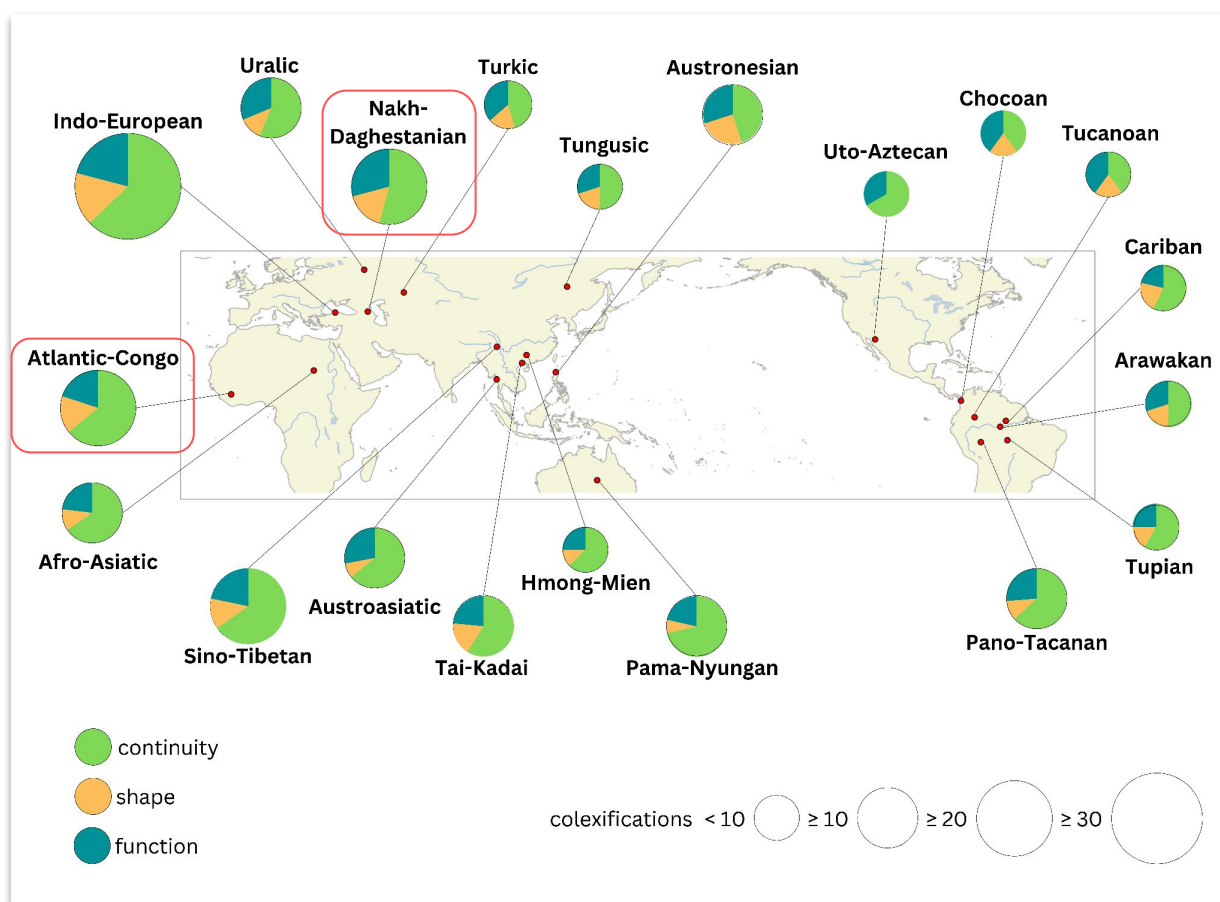 Uralic
Turkic
Austronesian
Nakh-
Daghestanian
Chocoan
Indo-European
Tucanoan
Tungusic
Uto-Aztecan
Cariban
Atlantic-Congo
Arawakan
Afro-Asiatic
Hmong-Mien
Tupian
Austroasiatic
Sino-Tibetan
Tai-Kadai
Pama-Nyungan
Pano-Tacanan
continuity
shape
function
colexifications < 10 ≥ 10 ≥ 20 ≥ 30